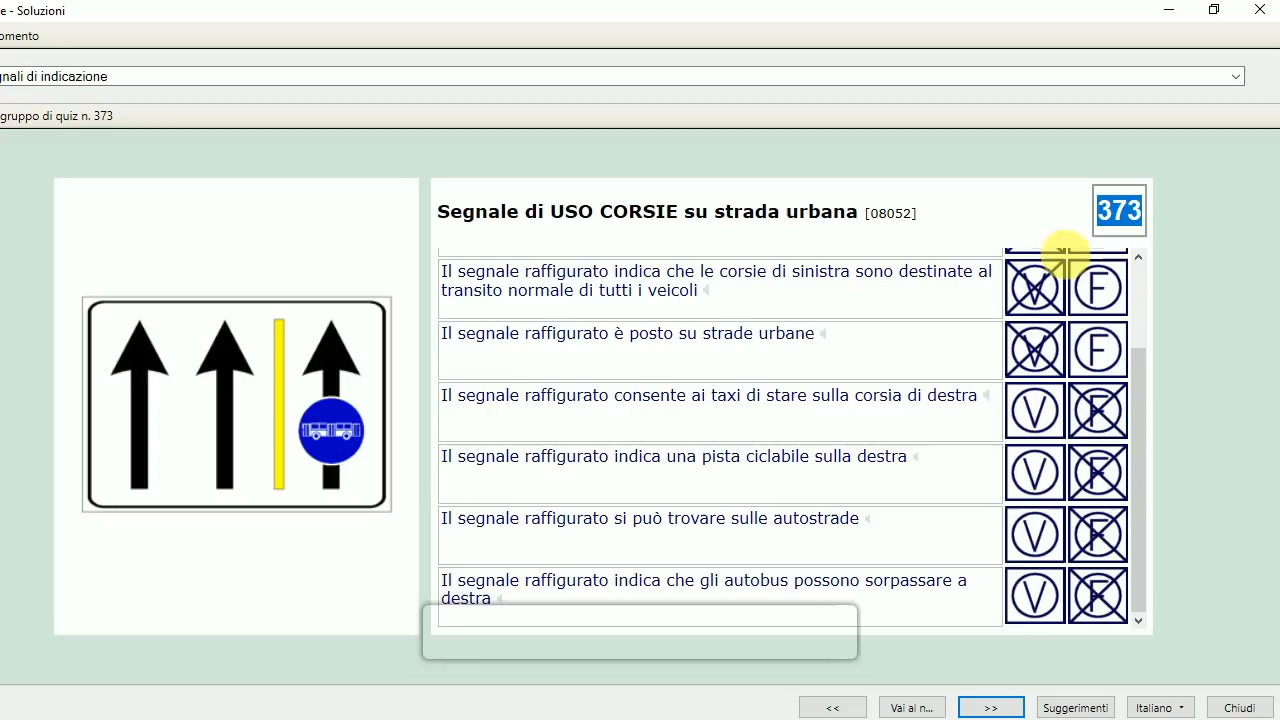 e - Soluzioni
omento
gnali di indicazione
gruppo di quiz n. 373
Segnale di USO CORSIE su strada urbana [08052]
373
Il segnale raffigurato indica che le corsie di sinistra sono destinate al
transito normale di tutti i veicoli
V F
Il segnale raffigurato è posto su strade urbane
V F
Il segnale raffigurato consente ai taxi di stare sulla corsia di destra
V F
Il segnale raffigurato indica una pista ciclabile sulla destra
V F
Il segnale raffigurato si può trovare sulle autostrade
V F
Il segnale raffigurato indica che gli autobus possono sorpassare a
destra
V F
<<
Vai al n...
>>
Suggerimenti
Italiano
Chiudi